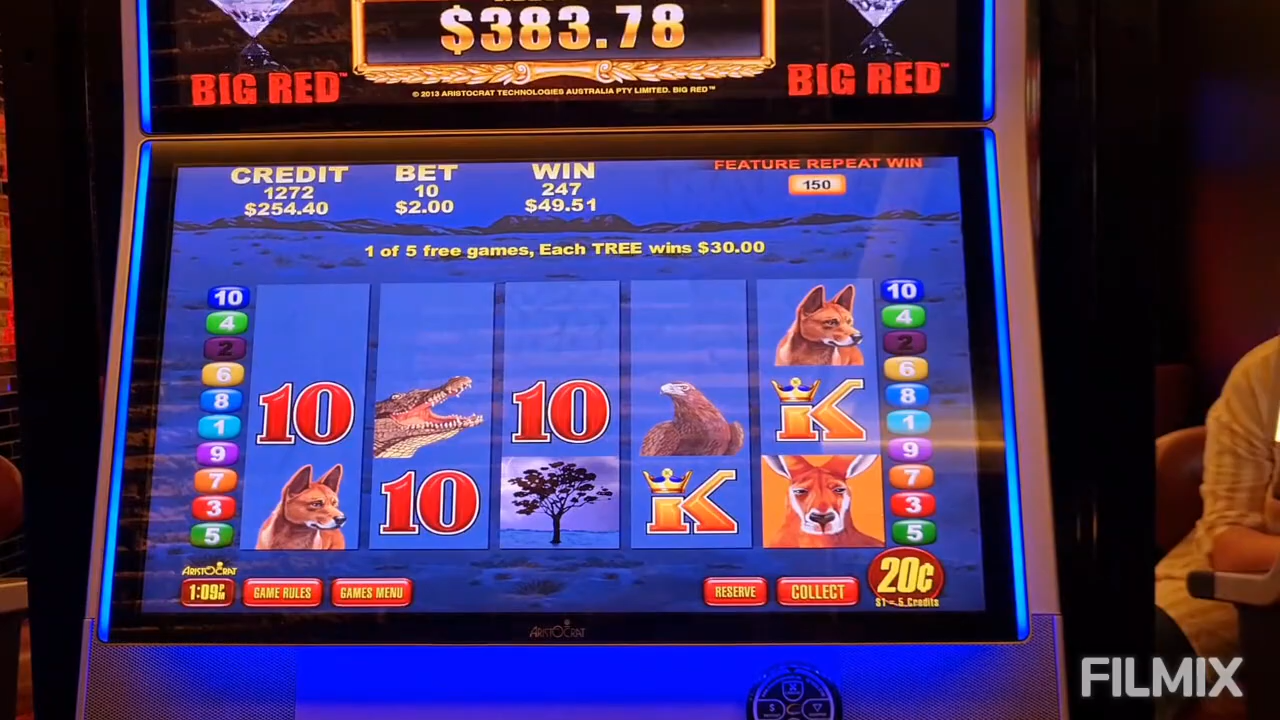 $383.78
BIG RED™
BIG RED™
© 2013 ARISTOCRAT TECHNOLOGIES AUSTRALIA PTY LIMITED. BIG RED™
CREDIT
1272
$254.40
BET
10
$2.00
WIN
247
$49.51
FEATURE REPEAT WIN
150
1 of 5 free games, Each TREE wins $30.00
10
4
2
6
8
1
9
7
3
5
10
10
10
K
K
10
4
2
6
8
1
9
7
3
5
ARISTOCRAT
1:09PM
GAME RULES
GAMES MENU
RESERVE
COLLECT
20¢
$1 = 5 Credits
ARISTOCRAT
FILMIX